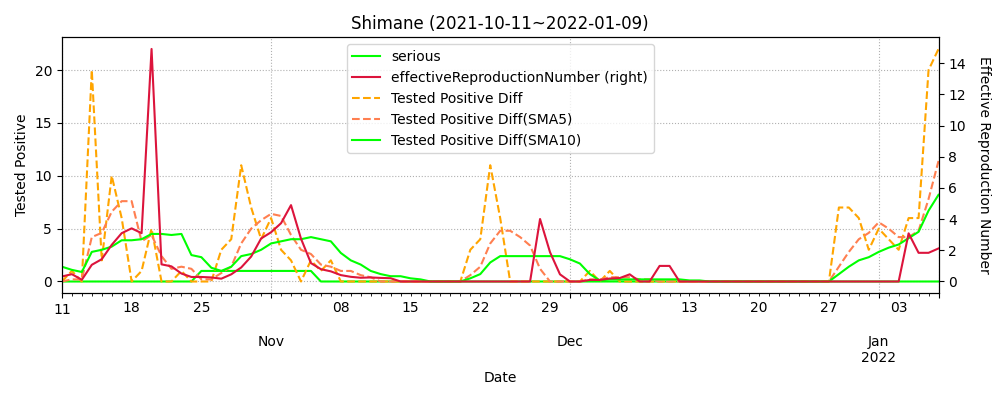 Shimane (2021-10-11~2022-01-09)
serious
effectiveReproductionNumber (right)
Tested Positive Diff
Tested Positive Diff(SMA5)
Tested Positive Diff(SMA10)
Tested Positive
20
15
10
5
0
14
12
10
8
6
4
2
0
Effective Reproduction Number
11 18 25 08 15 22 29 06 13 20 27 03
Nov Dec Jan
2022
Date